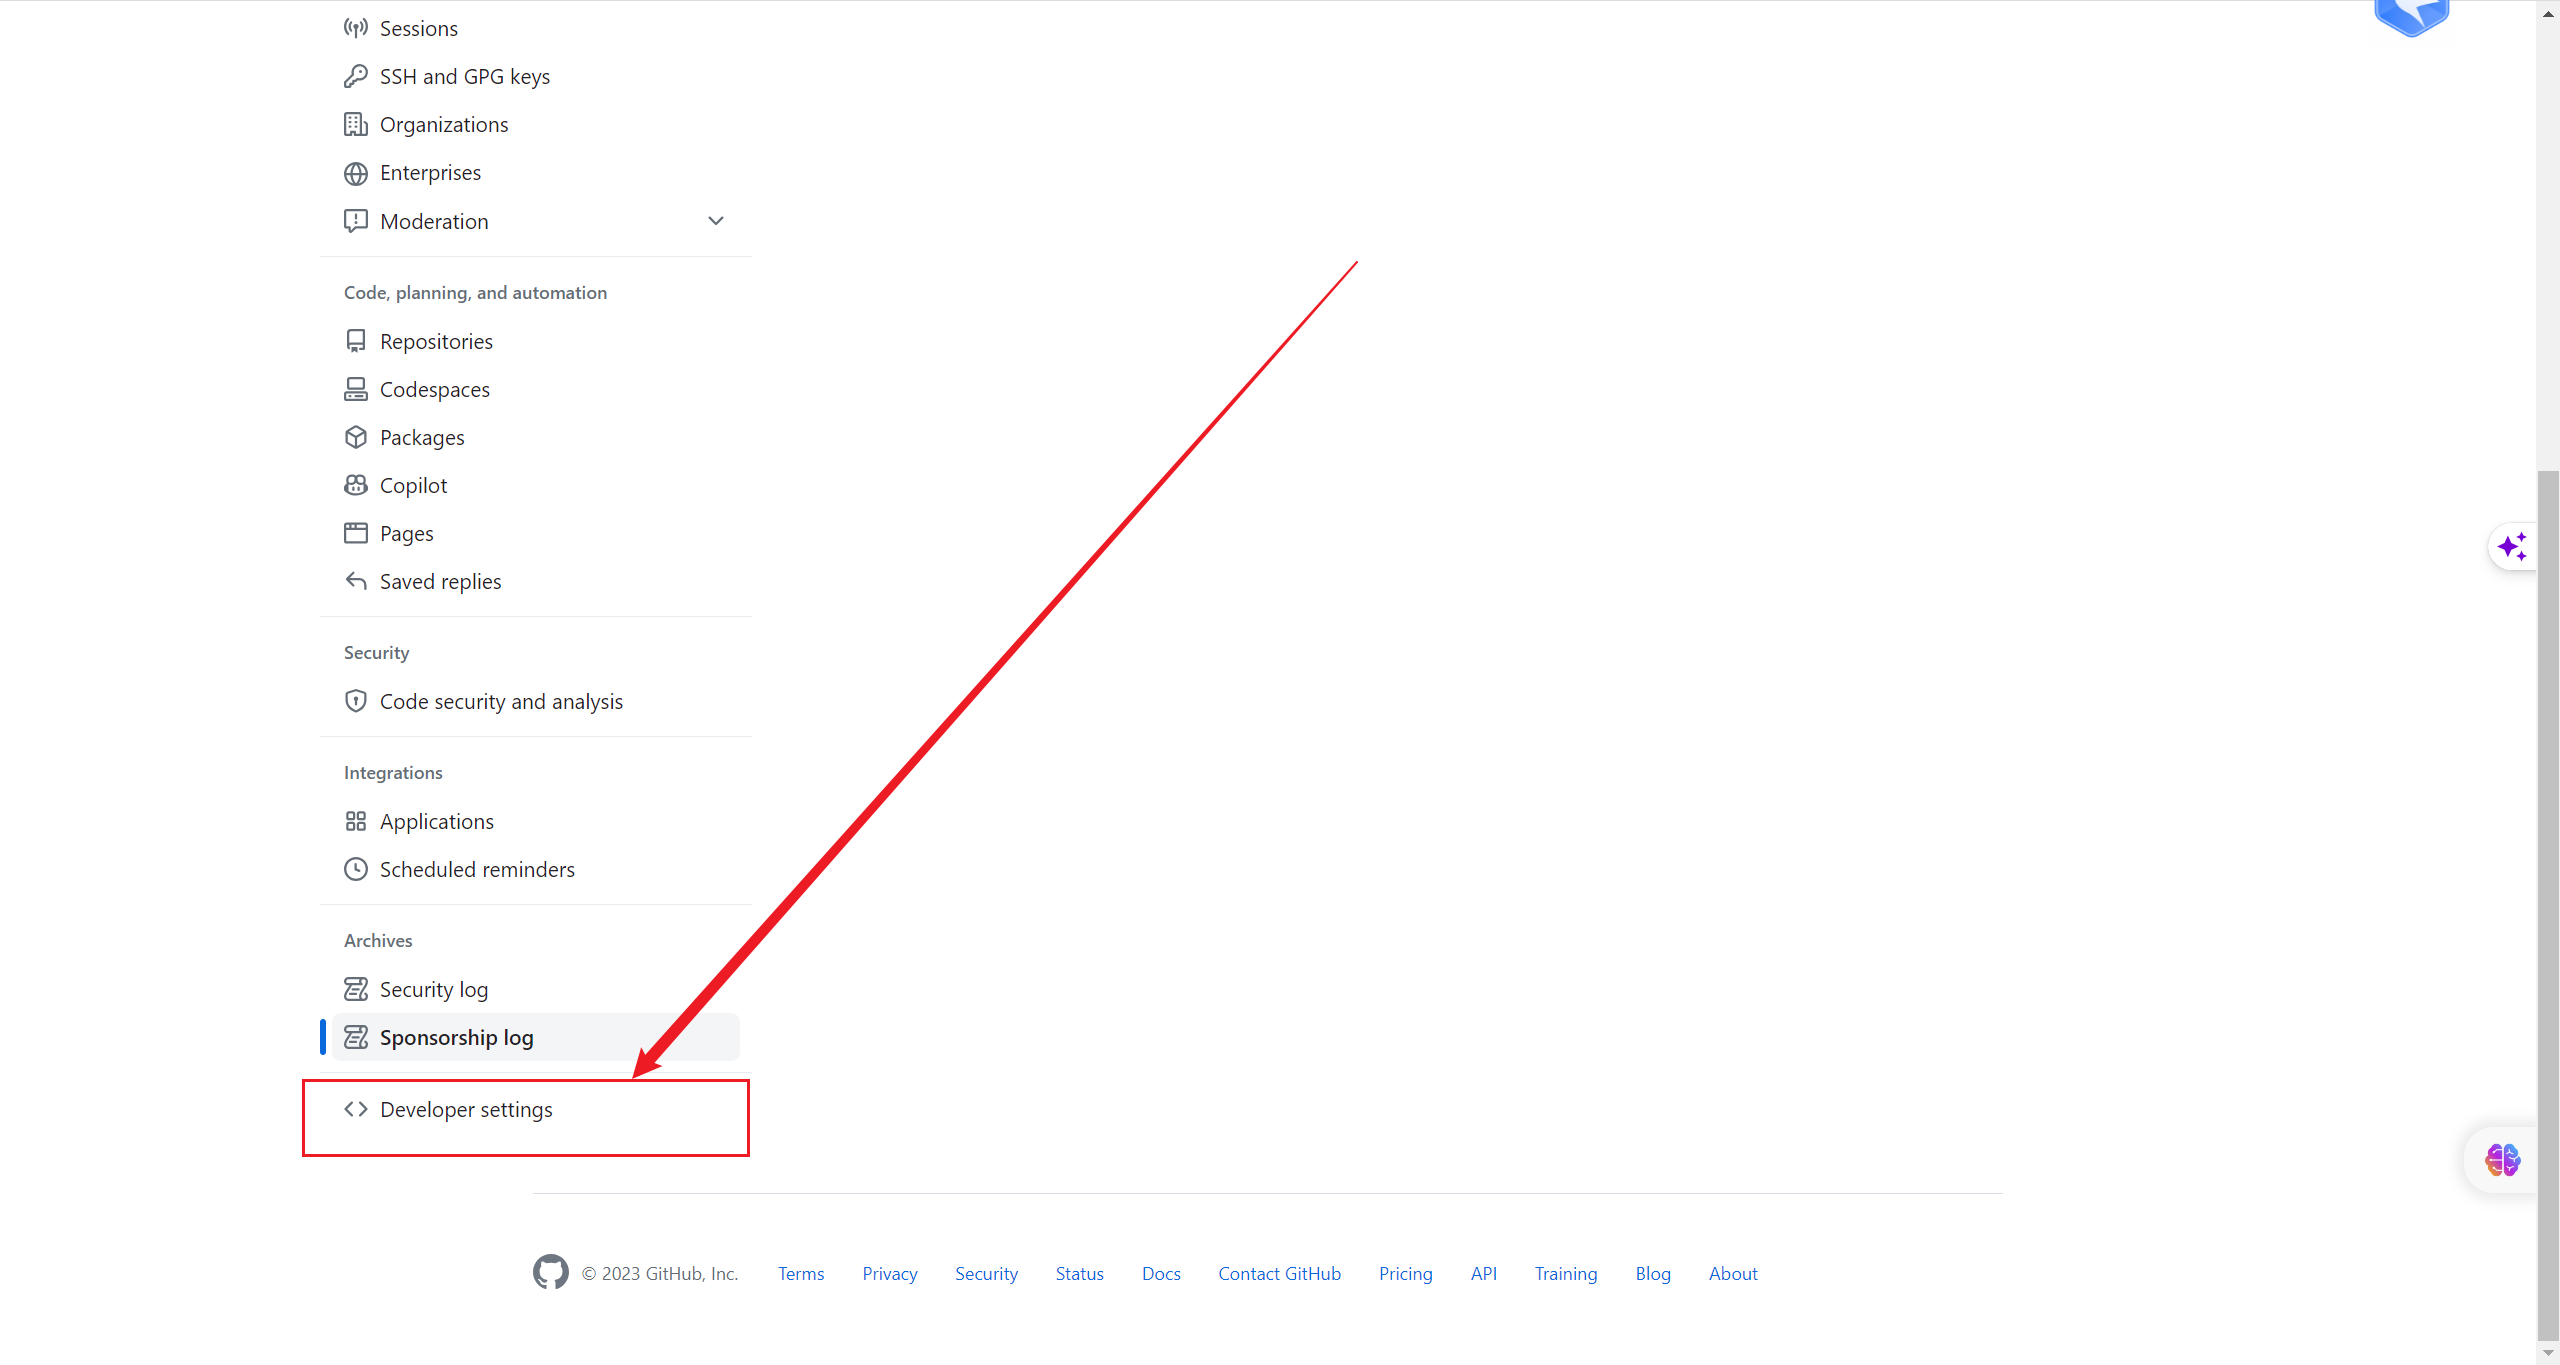 Sessions
SSH and GPG keys
Organizations
Enterprises
Moderation
Code, planning, and automation
Repositories
Codespaces
Packages
Copilot
Pages
Saved replies
Security
Code security and analysis
Integrations
Applications
Scheduled reminders
Archives
Security log
Sponsorship log
Developer settings
© 2023 GitHub, Inc. Terms Privacy Security Status Docs Contact GitHub Pricing API Training Blog About